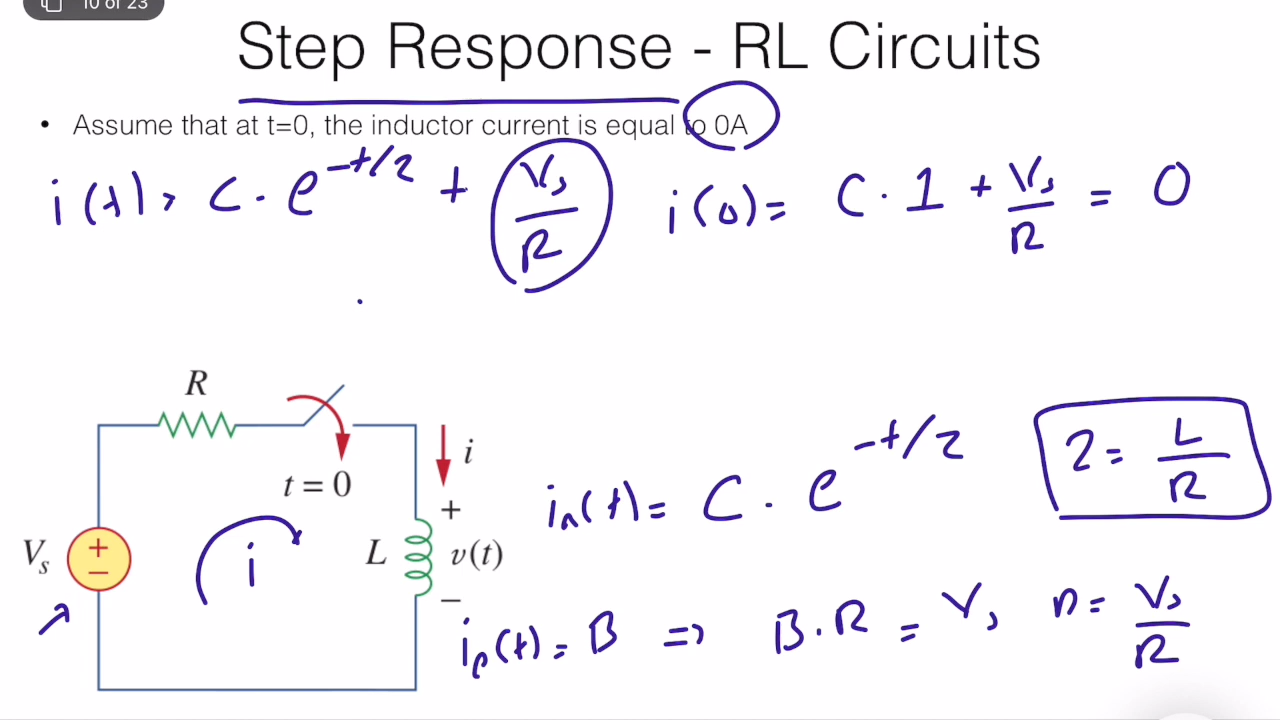 10 of 23
Step Response - RL Circuits
• Assume that at t=0, the inductor current is equal to 0A
i(t) = C · e^{-t/τ} + Vs/R
i(0) = C · 1 + Vs/R = 0
R
t = 0
i
+
Vs
+
−
i
L
v(t)
−
in(t) = C · e^{-t/τ}
τ = L/R
ip(t) = B => B · R = Vs
B = Vs/R